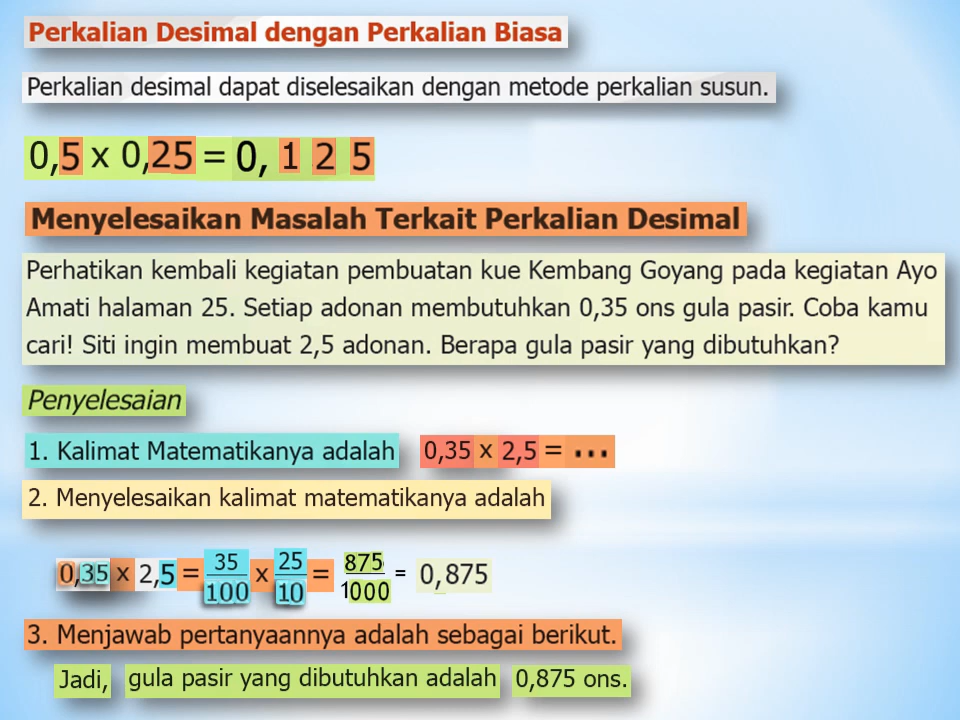 Perkalian Desimal dengan Perkalian Biasa
Perkalian desimal dapat diselesaikan dengan metode perkalian susun.
0,5 x 0,25 = 0, 1 2 5
Menyelesaikan Masalah Terkait Perkalian Desimal
Perhatikan kembali kegiatan pembuatan kue Kembang Goyang pada kegiatan Ayo
Amati halaman 25. Setiap adonan membutuhkan 0,35 ons gula pasir. Coba kamu
cari! Siti ingin membuat 2,5 adonan. Berapa gula pasir yang dibutuhkan?
Penyelesaian
1. Kalimat Matematikanya adalah 0,35 x 2,5 = ...
2. Menyelesaikan kalimat matematikanya adalah
0,35 x 2,5 = 35/100 x 25/10 = 875/1000 = 0,875
3. Menjawab pertanyaannya adalah sebagai berikut.
Jadi, gula pasir yang dibutuhkan adalah 0,875 ons.